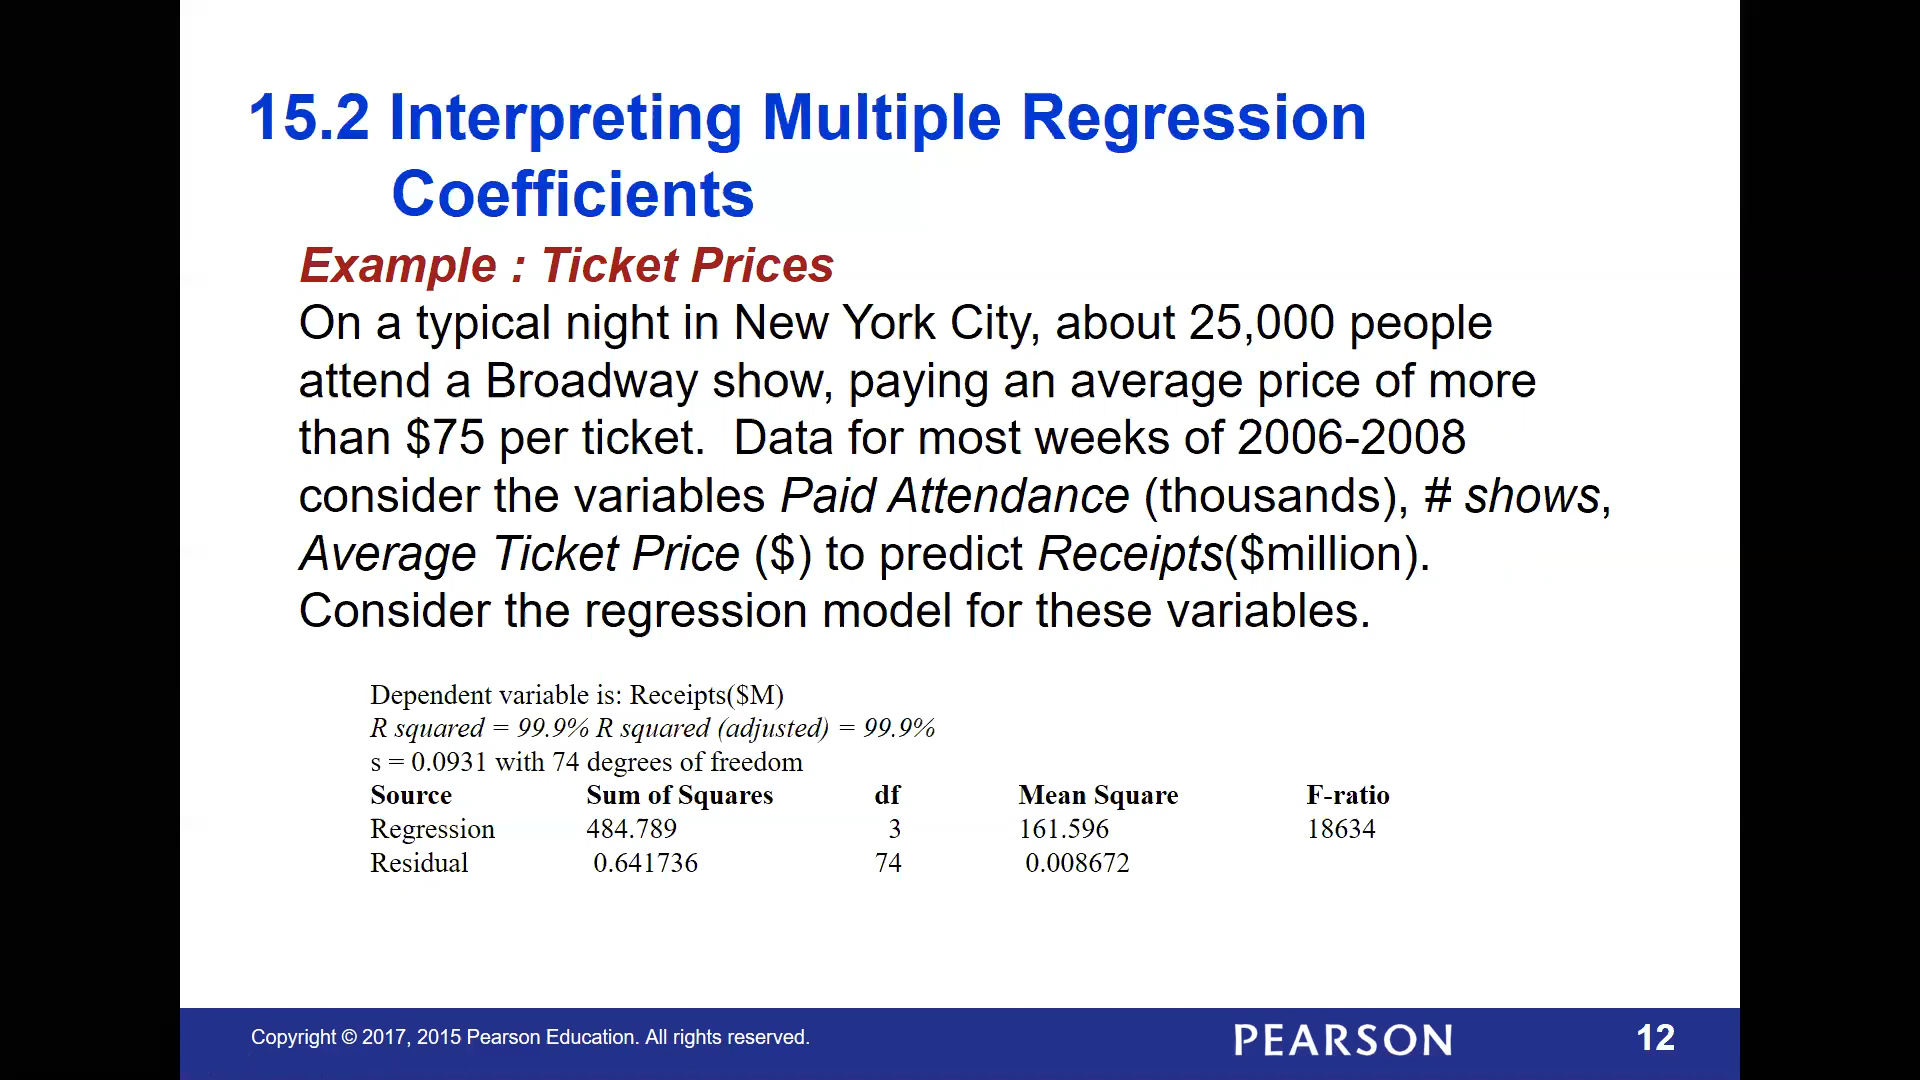 15.2 Interpreting Multiple Regression
Coefficients
Example : Ticket Prices
On a typical night in New York City, about 25,000 people
attend a Broadway show, paying an average price of more
than $75 per ticket.  Data for most weeks of 2006-2008
consider the variables Paid Attendance (thousands), # shows,
Average Ticket Price ($) to predict Receipts($million).
Consider the regression model for these variables.
Dependent variable is: Receipts($M)
R squared = 99.9% R squared (adjusted) = 99.9%
s = 0.0931 with 74 degrees of freedom
Source Sum of Squares df Mean Square F-ratio
Regression 484.789 3 161.596 18634
Residual 0.641736 74 0.008672
Copyright © 2017, 2015 Pearson Education. All rights reserved. PEARSON 12